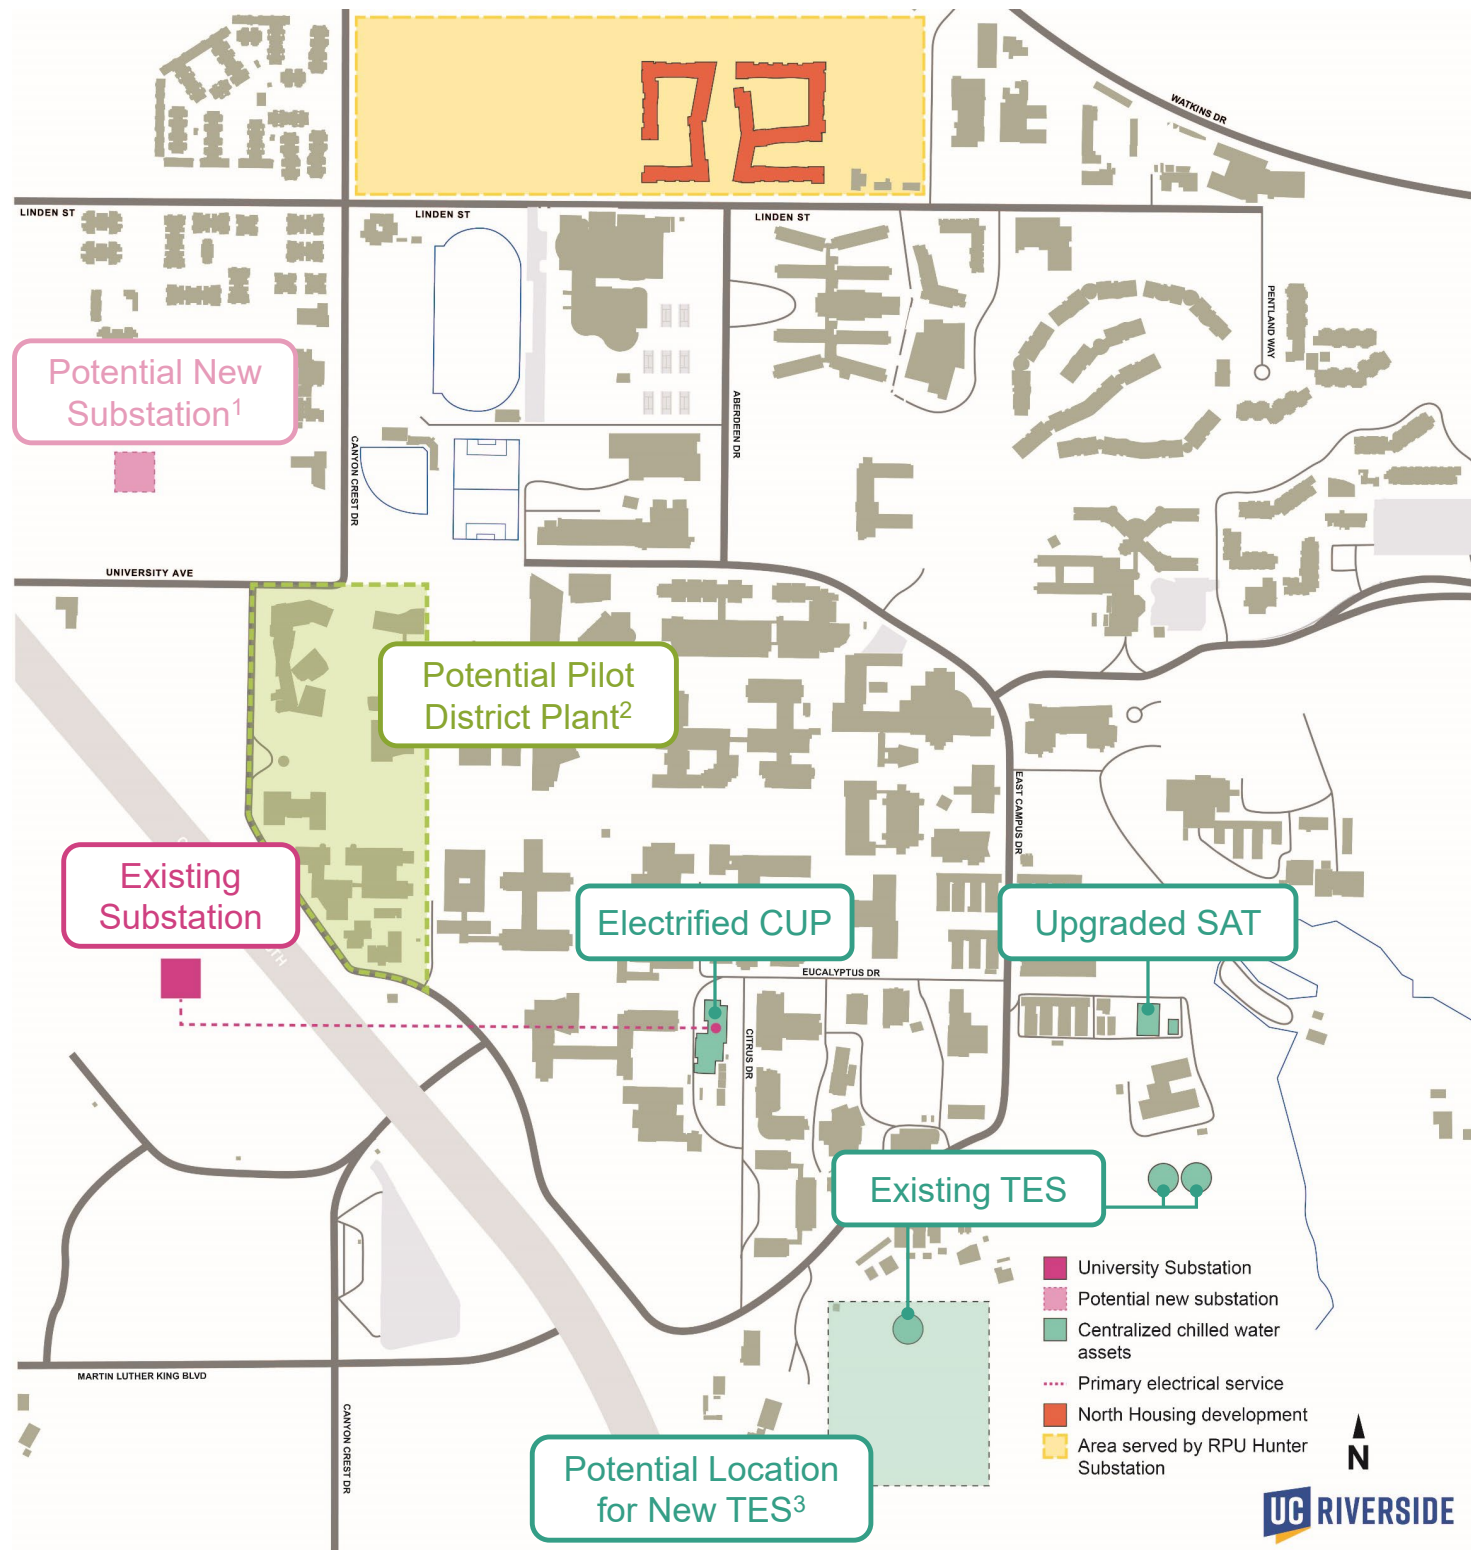 WATKINS DR
LINDEN ST
LINDEN ST
LINDEN ST
PENTLAND WAY
Potential New
Substation1
ABERDEEN DR
CANYON CREST DR
UNIVERSITY AVE
Potential Pilot
District Plant2
EAST CAMPUS DR
Existing
Substation
Electrified CUP
Upgraded SAT
EUCALYPTUS DR
CITRUS DR
Existing TES
University Substation
Potential new substation
Centralized chilled water
assets
Primary electrical service
North Housing development
Area served by RPU Hunter
Substation
MARTIN LUTHER KING BLVD
CANYON CREST DR
Potential Location
for New TES3
N
UC RIVERSIDE